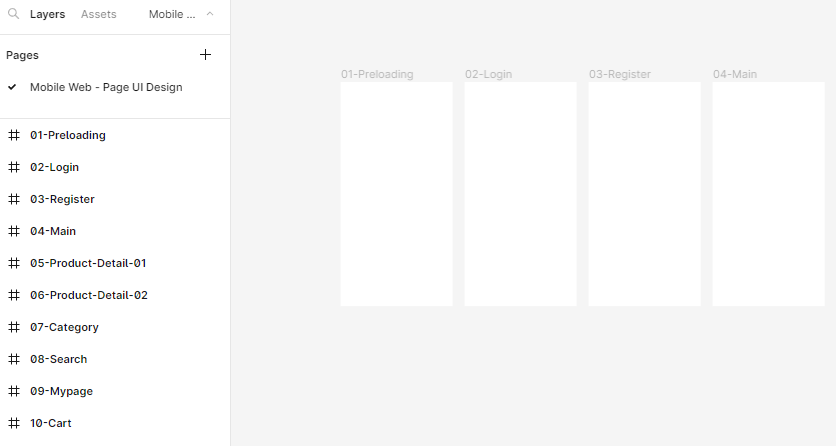 Layers Assets Mobile ...
Pages
Mobile Web - Page UI Design
01-Preloading
02-Login
03-Register
04-Main
05-Product-Detail-01
06-Product-Detail-02
07-Category
08-Search
09-Mypage
10-Cart
01-Preloading 02-Login 03-Register 04-Main